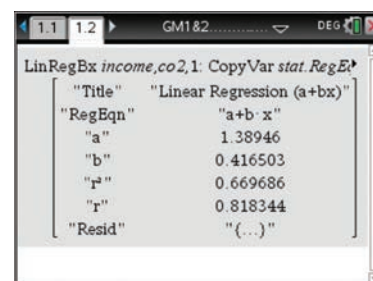 1.1 1.2 GM1&2... DEG
LinRegBx income,co2,1: CopyVar stat.RegE
"Title" "Linear Regression (a+bx)"
"RegEqn" "a+b·x"
"a" 1.38946
"b" 0.416503
"r²" 0.669686
"r" 0.818344
"Resid" "{...}"